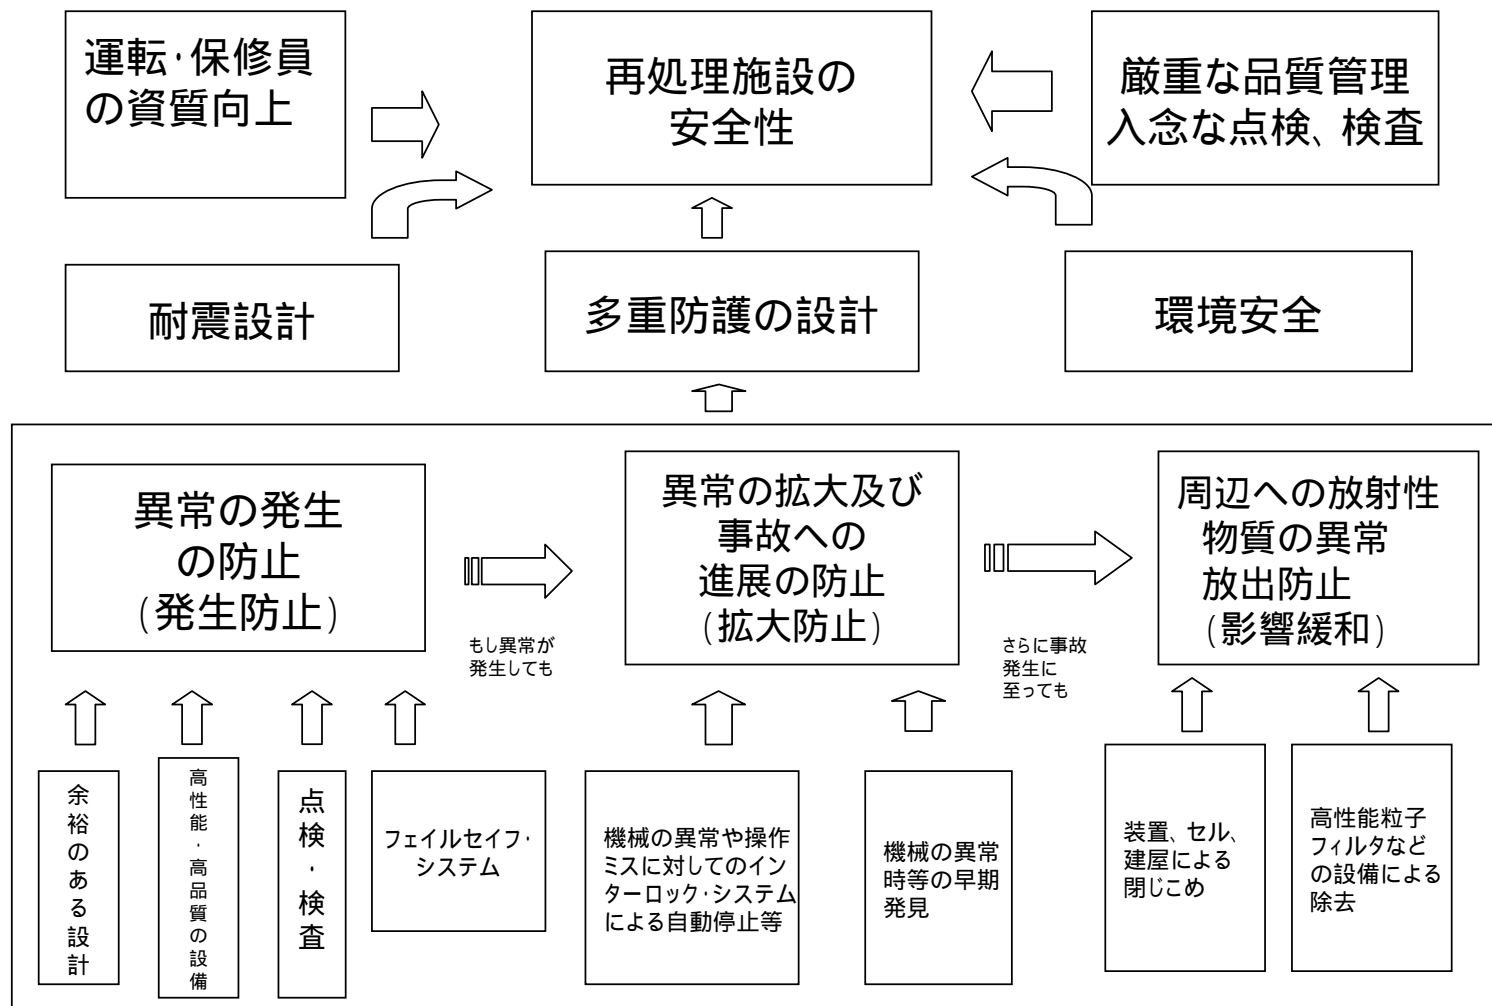 運転・保修員
の資質向上
再処理施設の
安全性
厳重な品質管理
入念な点検、検査
耐震設計
多重防護の設計
環境安全
異常の発生
の防止
(発生防止)
もし異常が
発生しても
異常の拡大及び
事故への
進展の防止
(拡大防止)
さらに事故
発生に
至っても
周辺への放射性
物質の異常
放出防止
(影響緩和)
余裕のある設計
高性能・高品質の設備
点検・検査
フェイルセイフ・
システム
機械の異常や操作
ミスに対してのイン
ターロック・システム
による自動停止等
機械の異常
時等の早期
発見
装置、セル、
建屋による
閉じこめ
高性能粒子
フィルタなど
の設備による
除去